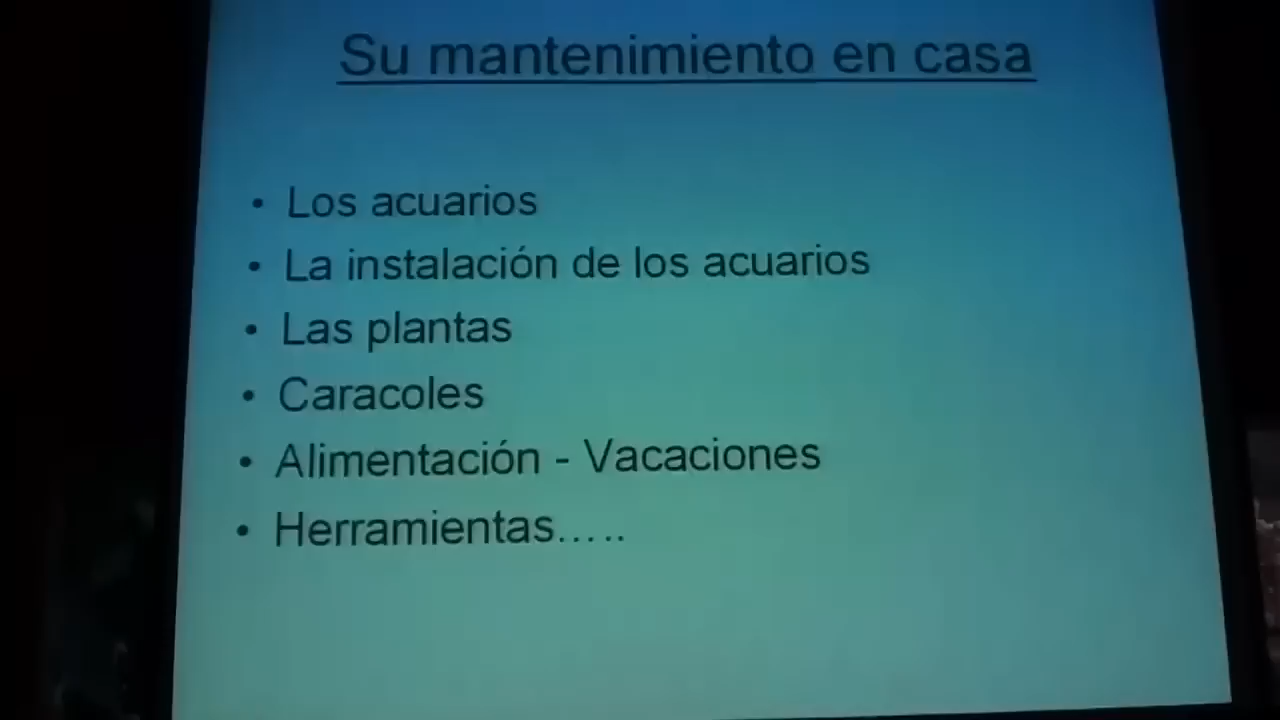 Su mantenimiento en casa
• Los acuarios
• La instalación de los acuarios
• Las plantas
• Caracoles
• Alimentación - Vacaciones
• Herramientas.....